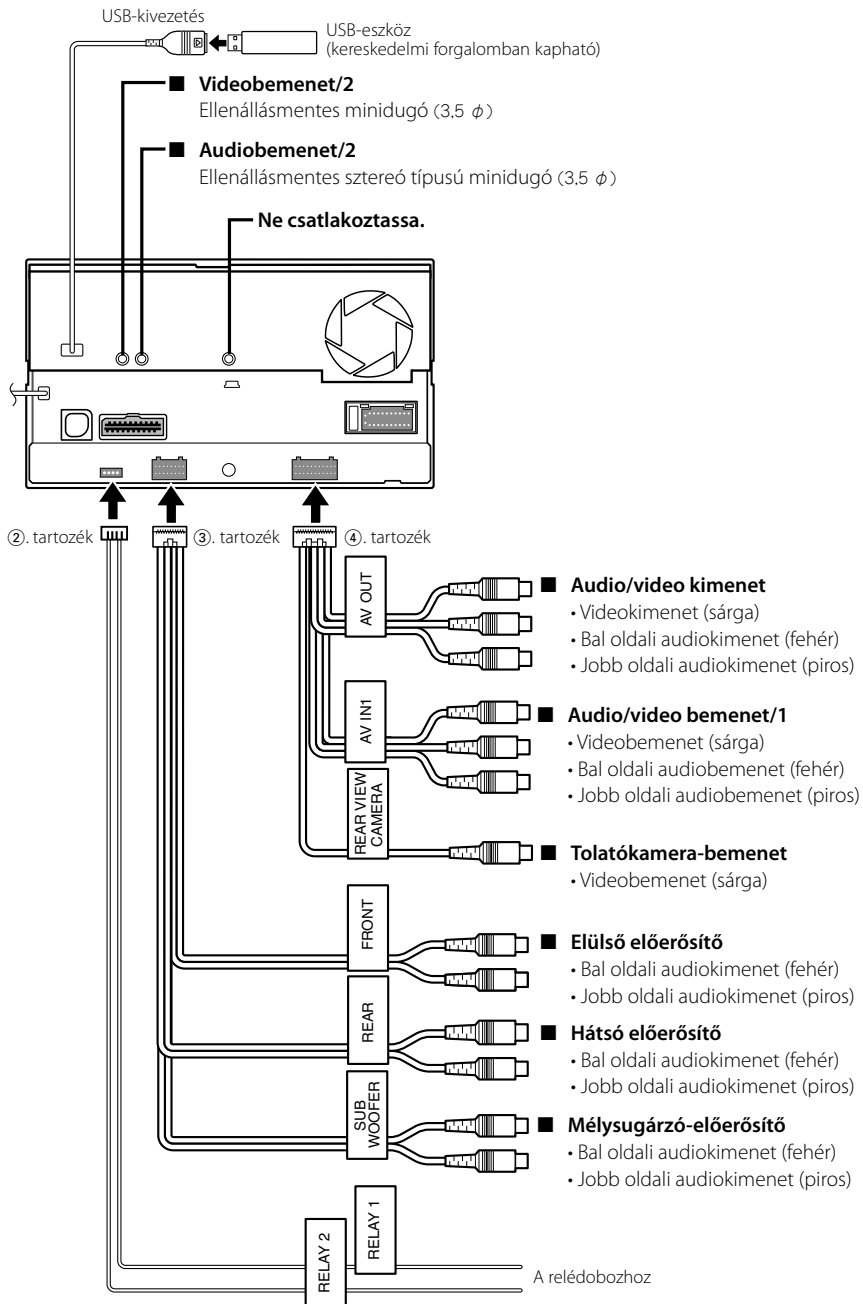 USB-kivezetés
USB-eszköz
(kereskedelmi forgalomban kapható)
■ Videobemenet/2
Ellenállásmentes minidugó (3,5 φ)
■ Audiobemenet/2
Ellenállásmentes sztereó típusú minidugó (3,5 φ)
Ne csatlakoztassa.
②. tartozék
③. tartozék
④. tartozék
AV OUT
■ Audio/video kimenet
• Videokimenet (sárga)
• Bal oldali audiokimenet (fehér)
• Jobb oldali audiokimenet (piros)
AV IN1
■ Audio/video bemenet/1
• Videobemenet (sárga)
• Bal oldali audiobemenet (fehér)
• Jobb oldali audiobemenet (piros)
REAR VIEW
CAMERA
■ Tolatókamera-bemenet
• Videobemenet (sárga)
FRONT
■ Elülső előerősítő
• Bal oldali audiokimenet (fehér)
• Jobb oldali audiokimenet (piros)
REAR
■ Hátsó előerősítő
• Bal oldali audiokimenet (fehér)
• Jobb oldali audiokimenet (piros)
SUB
WOOFER
■ Mélysugárzó-előerősítő
• Bal oldali audiokimenet (fehér)
• Jobb oldali audiokimenet (piros)
RELAY 1
RELAY 2
A relédobozhoz